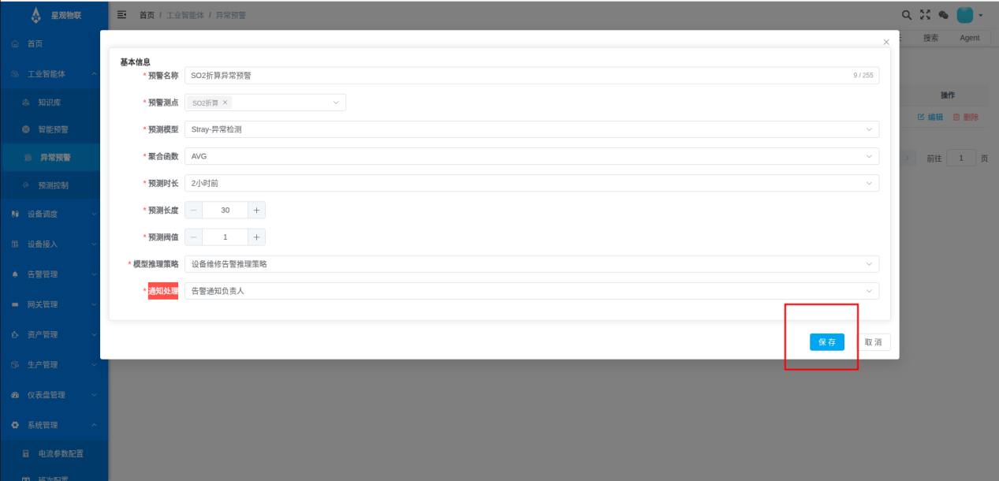 星观物联
首页 / 工业智能体 / 异常预警
首页
工业智能体
知识库
智能预警
异常预警
预测控制
设备调度
设备接入
告警管理
网关管理
资产管理
生产管理
仪表盘管理
系统管理
电流参数配置
基本信息
* 预警名称 SO2折算异常预警 9 / 255
* 预警测点 SO2折算 ×
* 预测模型 Stray-异常检测
* 聚合函数 AVG
* 预测时长 2小时前
* 预测长度 − 30 +
* 预测阀值 − 1 +
* 模型推理策略 设备维修告警推理策略
* 通知处理 告警通知负责人
保存 取消
搜索 Agent
操作
编辑 删除
前往 1 页